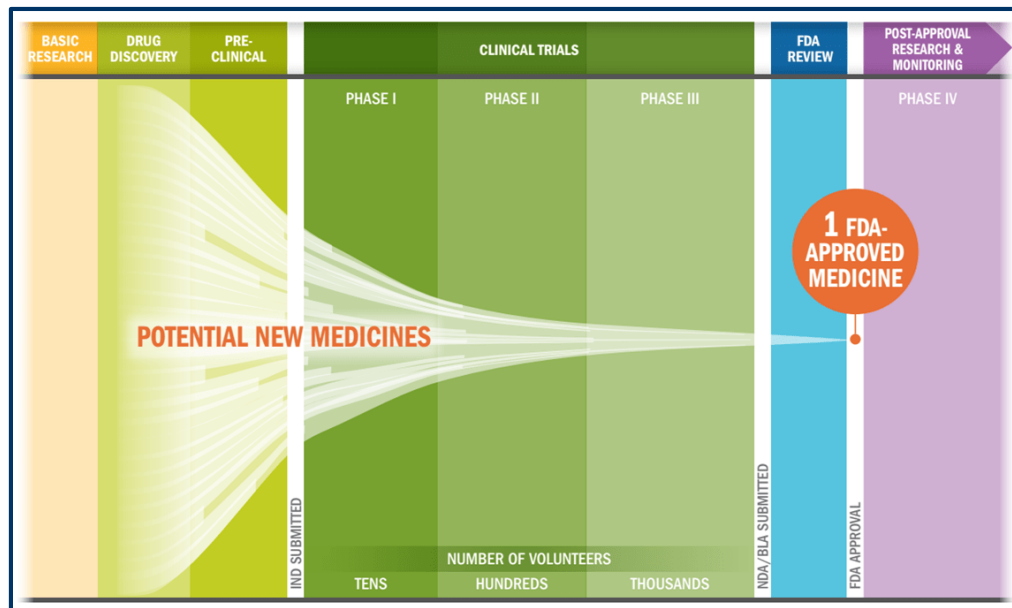 BASIC
RESEARCH
DRUG
DISCOVERY
PRE-
CLINICAL
CLINICAL TRIALS
FDA
REVIEW
POST-APPROVAL
RESEARCH &
MONITORING
PHASE I
PHASE II
PHASE III
PHASE IV
1 FDA-
APPROVED
MEDICINE
POTENTIAL NEW MEDICINES
IND SUBMITTED
NDA/BLA SUBMITTED
FDA APPROVAL
NUMBER OF VOLUNTEERS
TENS
HUNDREDS
THOUSANDS